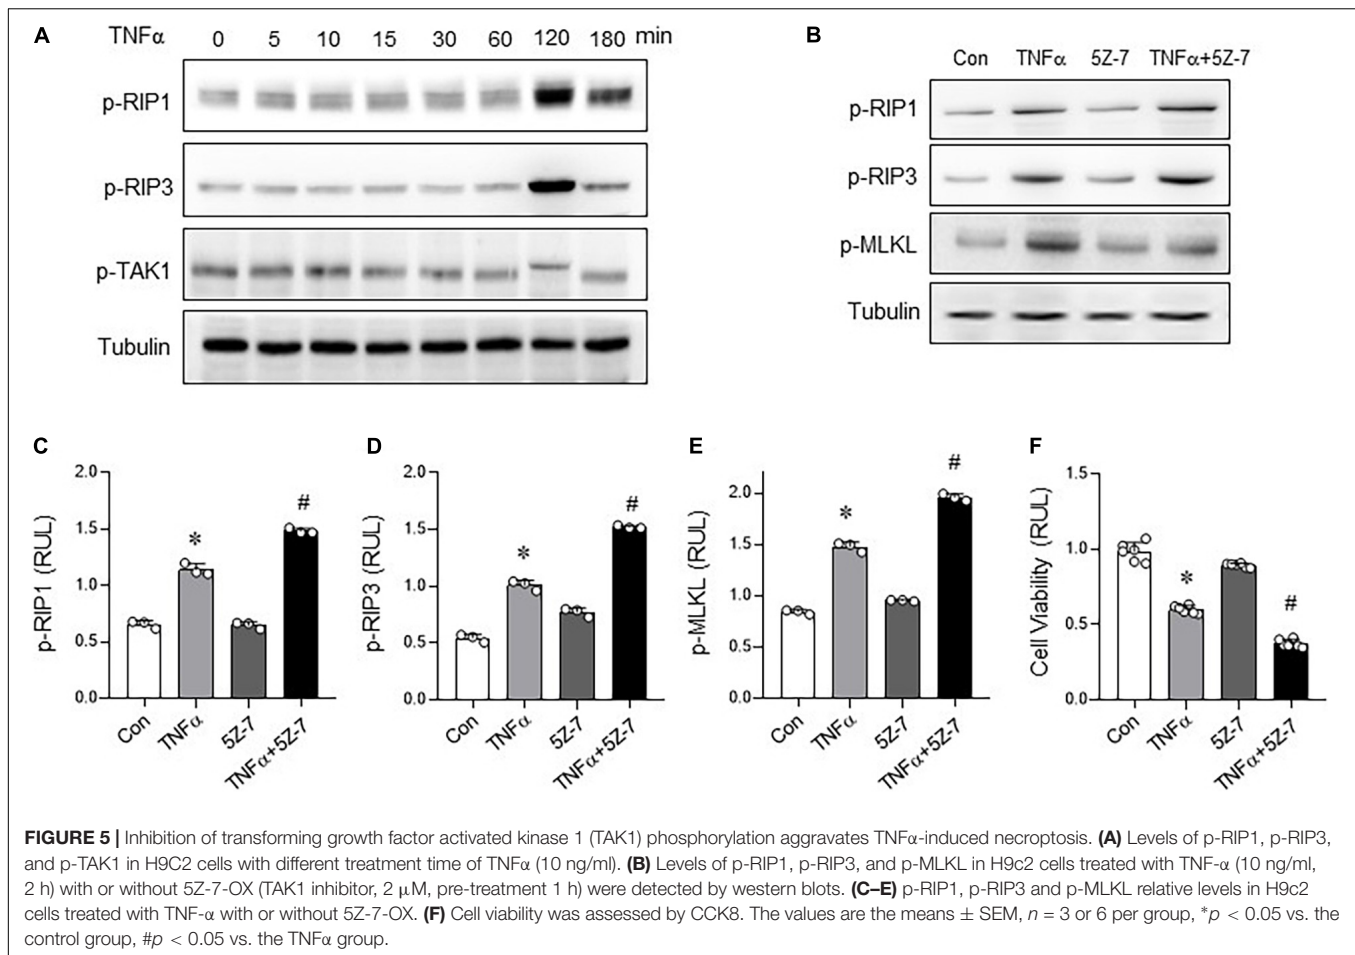 A
TNFα 0 5 10 15 30 60 120 180 min
p-RIP1
p-RIP3
p-TAK1
Tubulin
B
Con TNFα 5Z-7 TNFα+5Z-7
p-RIP1
p-RIP3
p-MLKL
Tubulin
C
p-RIP1 (RUL)
2.0
1.5
1.0
0.5
0.0
*
#
Con TNFα 5Z-7 TNFα+5Z-7
D
p-RIP3 (RUL)
2.0
1.5
1.0
0.5
0.0
*
#
Con TNFα 5Z-7 TNFα+5Z-7
E
p-MLKL (RUL)
2.0
1.5
1.0
0.5
0.0
*
#
Con TNFα 5Z-7 TNFα+5Z-7
F
Cell Viability (RUL)
1.5
1.0
0.5
0.0
*
#
Con TNFα 5Z-7 TNFα+5Z-7
FIGURE 5 | Inhibition of transforming growth factor activated kinase 1 (TAK1) phosphorylation aggravates TNFα-induced necroptosis. (A) Levels of p-RIP1, p-RIP3,
and p-TAK1 in H9C2 cells with different treatment time of TNFα (10 ng/ml). (B) Levels of p-RIP1, p-RIP3, and p-MLKL in H9c2 cells treated with TNF-α (10 ng/ml,
2 h) with or without 5Z-7-OX (TAK1 inhibitor, 2 μM, pre-treatment 1 h) were detected by western blots. (C–E) p-RIP1, p-RIP3 and p-MLKL relative levels in H9c2
cells treated with TNF-α with or without 5Z-7-OX. (F) Cell viability was assessed by CCK8. The values are the means ± SEM, n = 3 or 6 per group, *p < 0.05 vs. the
control group, #p < 0.05 vs. the TNFα group.